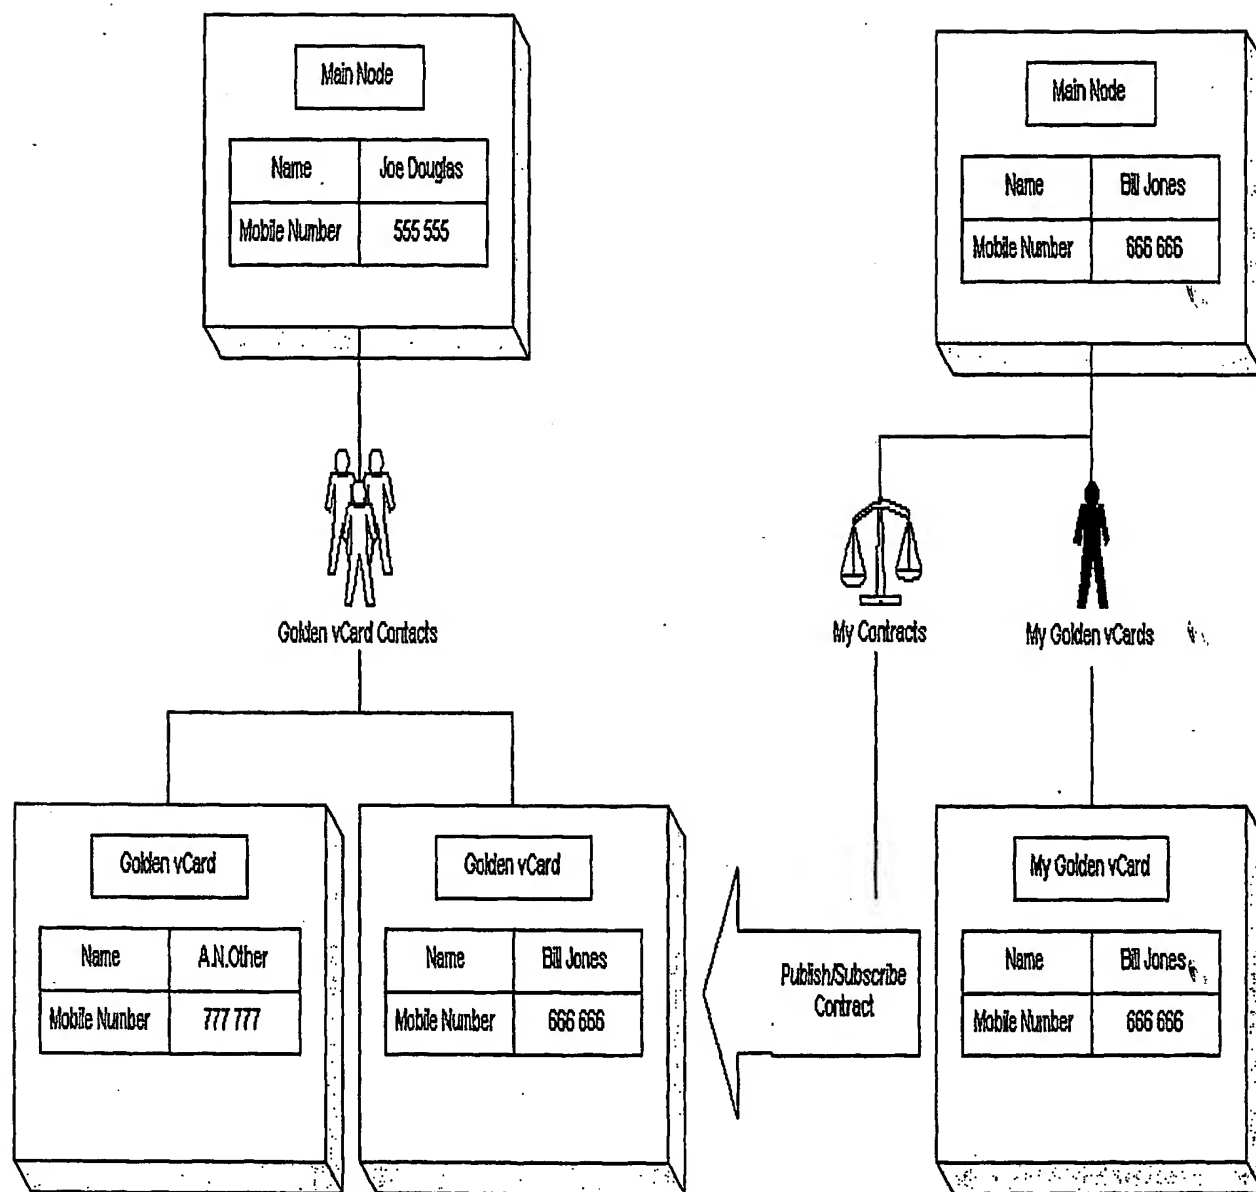 Main Node
Name Joe Douglas
Mobile Number 555 555
Main Node
Name Bill Jones
Mobile Number 666 666
Golden vCard Contacts
My Contracts
My Golden vCards
Golden vCard
Name A.N.Other
Mobile Number 777 777
Golden vCard
Name Bill Jones
Mobile Number 666 666
Publish/Subscribe
Contract
My Golden vCard
Name Bill Jones
Mobile Number 666 666